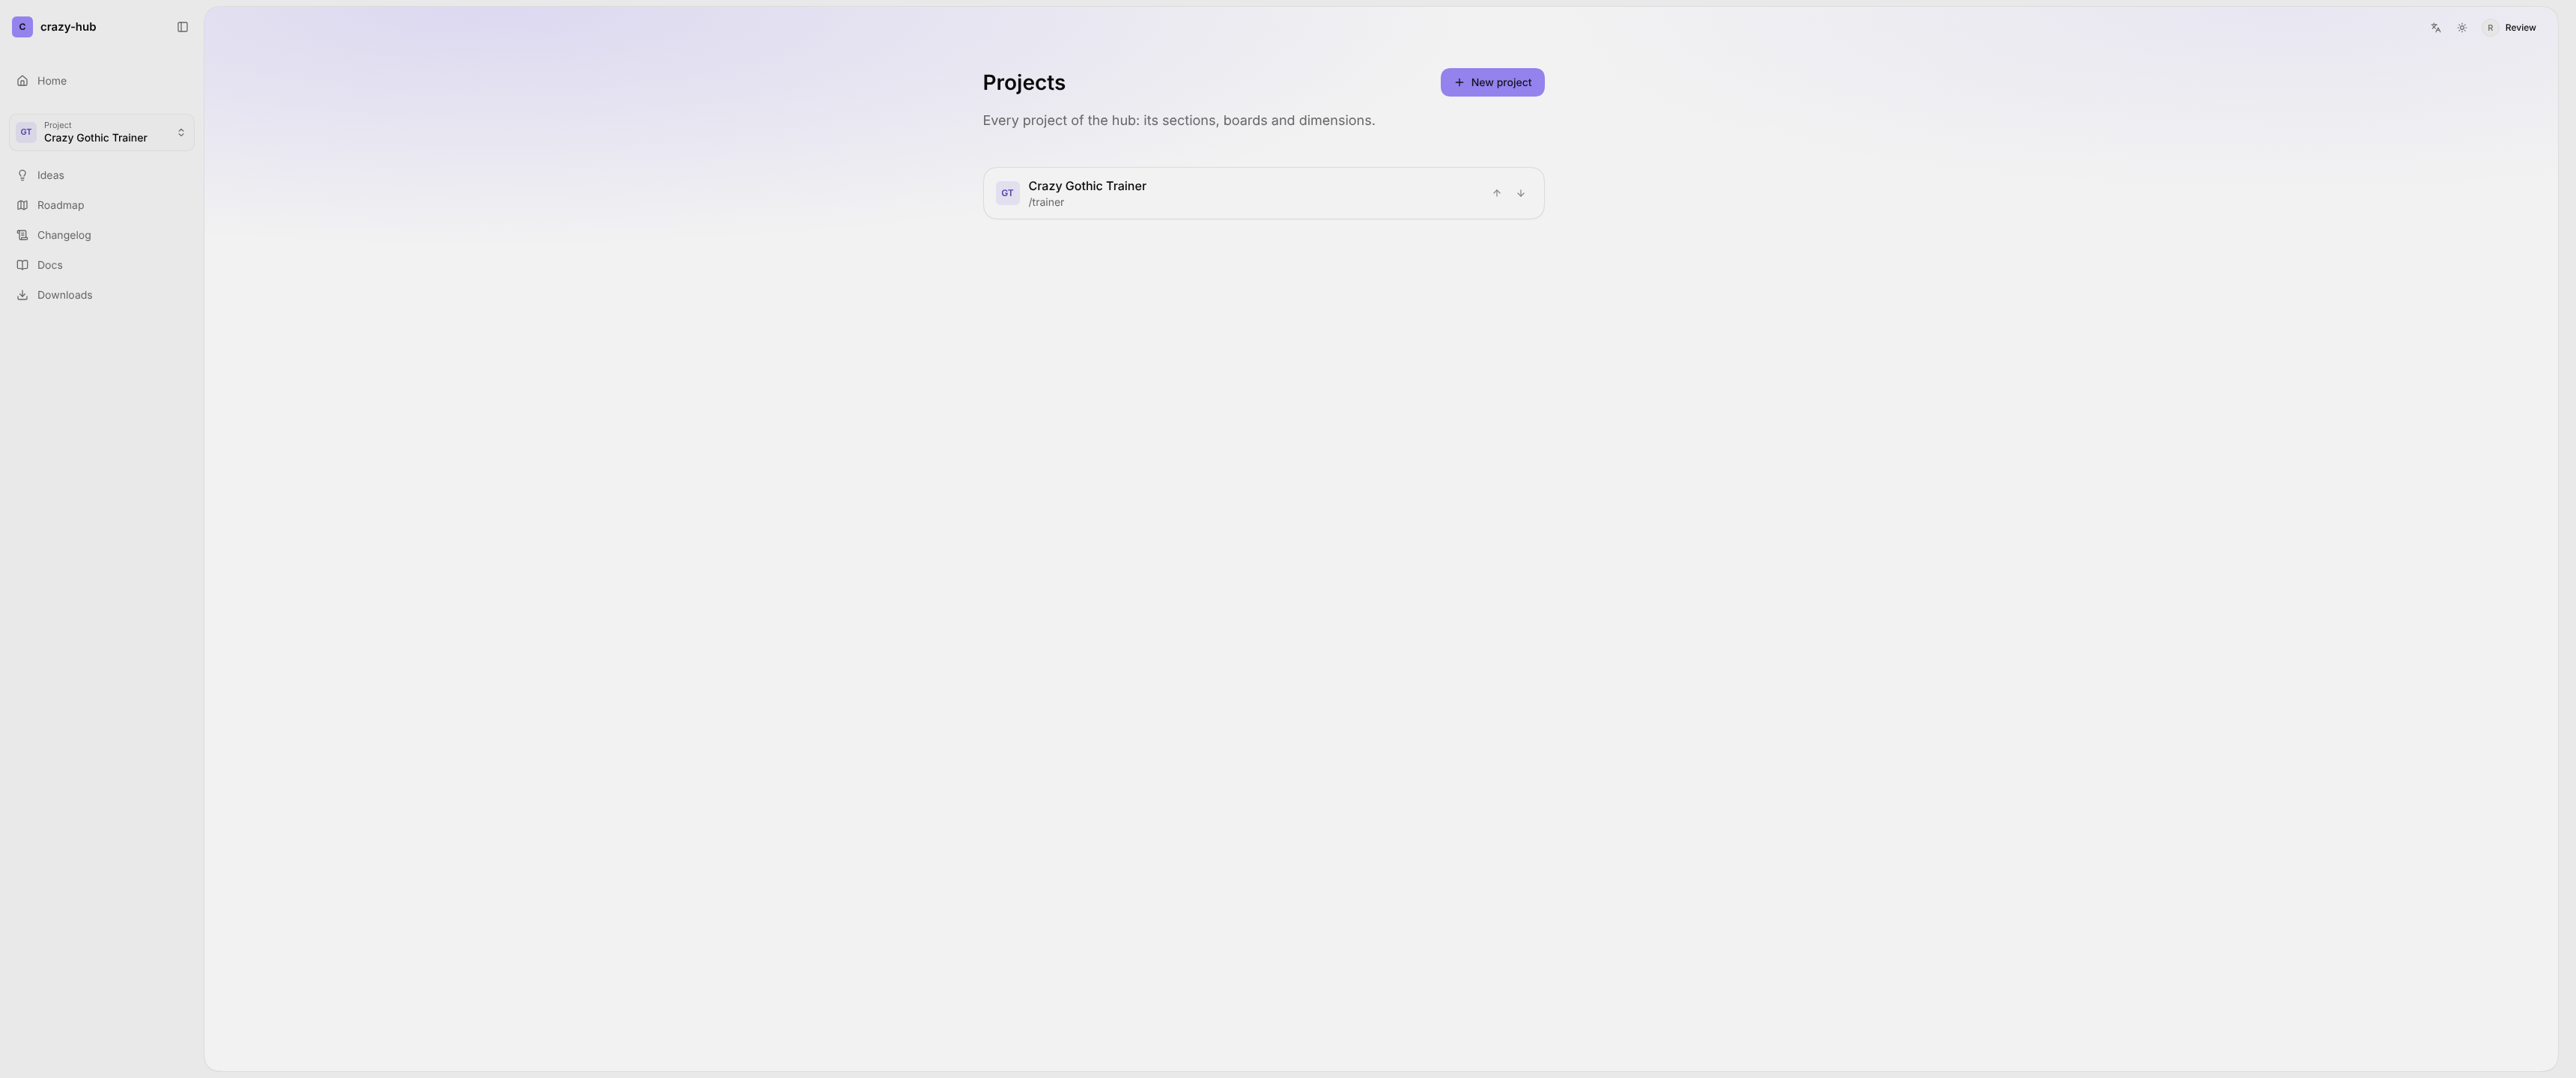 C
crazy-hub
Home
GT
Project
Crazy Gothic Trainer
Ideas
Roadmap
Changelog
Docs
Downloads
R
Review
Projects
New project
Every project of the hub: its sections, boards and dimensions.
GT
Crazy Gothic Trainer
/trainer